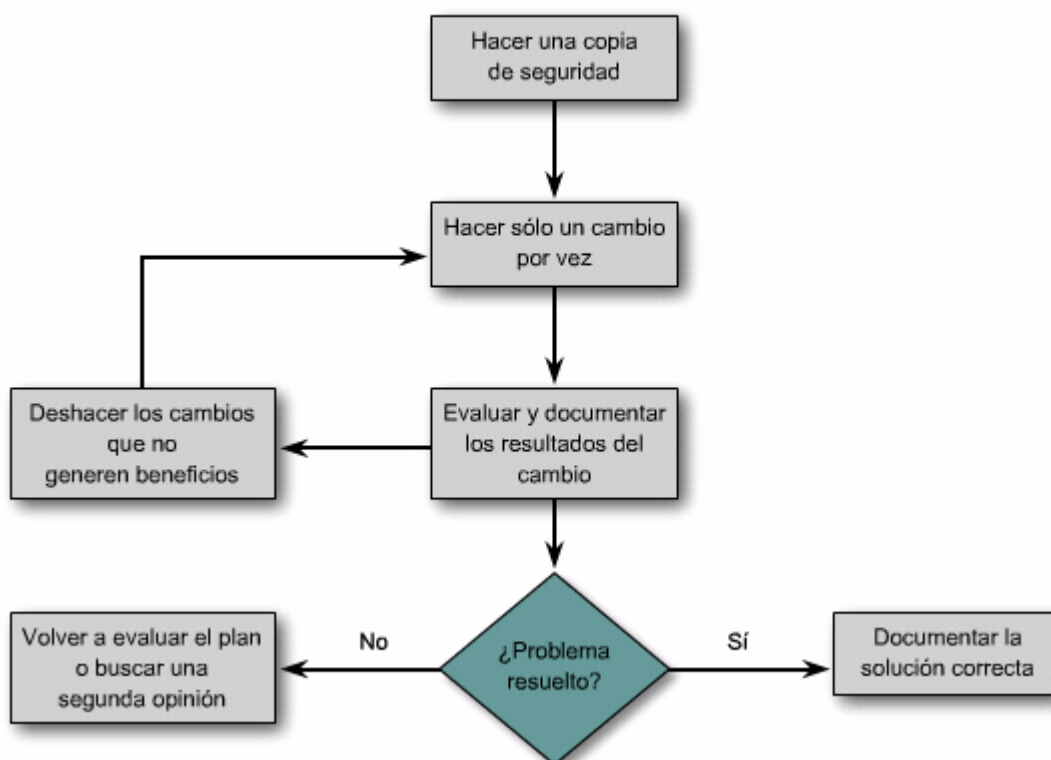 Hacer una copia
de seguridad
Hacer sólo un cambio
por vez
Deshacer los cambios
que no
generen beneficios
Evaluar y documentar
los resultados del
cambio
Volver a evaluar el plan
o buscar una
segunda opinión
No
¿Problema
resuelto?
Sí
Documentar la
solución correcta